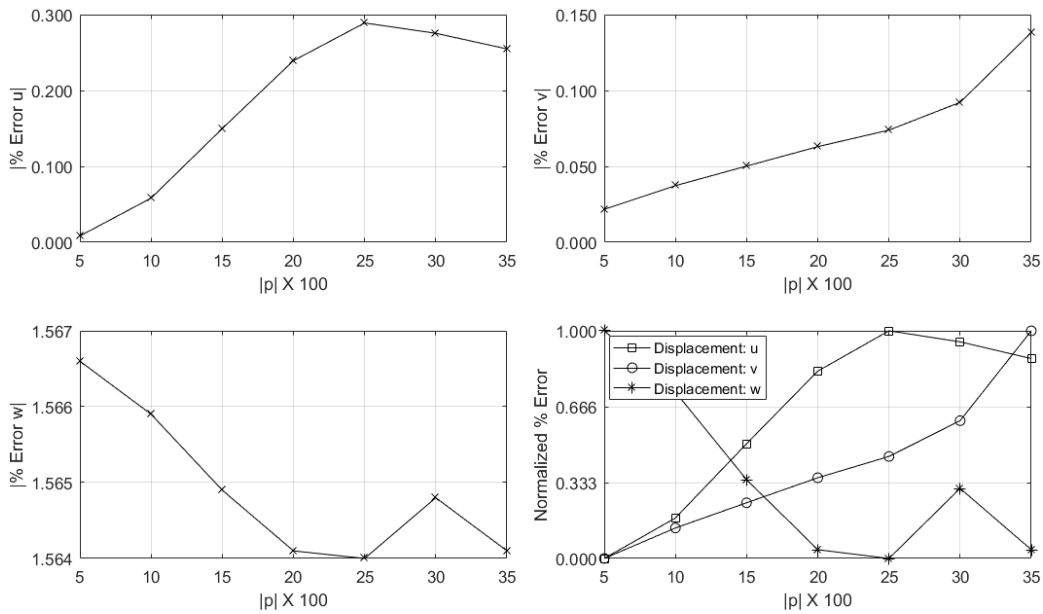 0.300
0.200
0.100
0.000
|% Error u|
5 10 15 20 25 30 35
|p| X 100
0.150
0.100
0.050
0.000
|% Error v|
5 10 15 20 25 30 35
|p| X 100
1.567
1.566
1.565
1.564
|% Error w|
5 10 15 20 25 30 35
|p| X 100
1.000
0.666
0.333
0.000
Normalized % Error
Displacement: u
Displacement: v
Displacement: w
5 10 15 20 25 30 35
|p| X 100